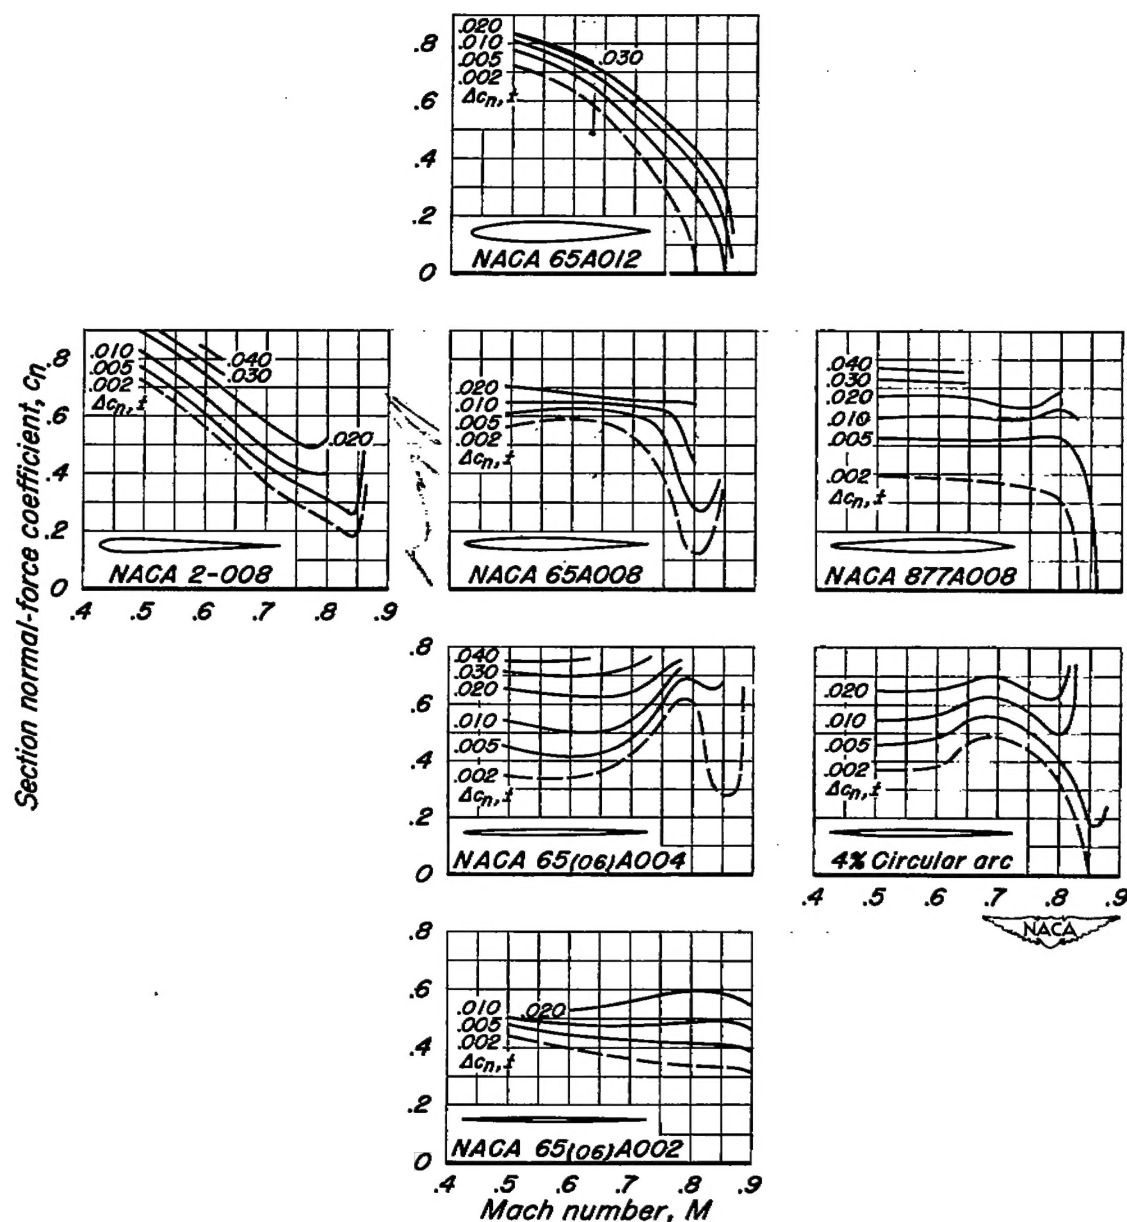 .8
.6
.4
.2
0
.020
.010
.005
.002
Δcn, ±
.030
NACA 65A012
Section normal-force coefficient, cn
.8
.6
.4
.2
0
.010
.005
.002
Δcn, ±
.040
.030
.020
NACA 2-008
.4 .5 .6 .7 .8 .9
.020
.010
.005
.002
Δcn, ±
NACA 65A008
.040
.030
.020
.010
.005
.002
Δcn, ±
NACA 877A008
.8
.6
.4
.2
0
.040
.030
.020
.010
.005
.002
Δcn, ±
NACA 65(06)A004
.020
.010
.005
.002
Δcn, ±
4% Circular arc
.4 .5 .6 .7 .8 .9
NACA
.8
.6
.4
.2
0
.010 .020
.005
.002
Δcn, ±
NACA 65(06)A002
.4 .5 .6 .7 .8 .9
Mach number, M